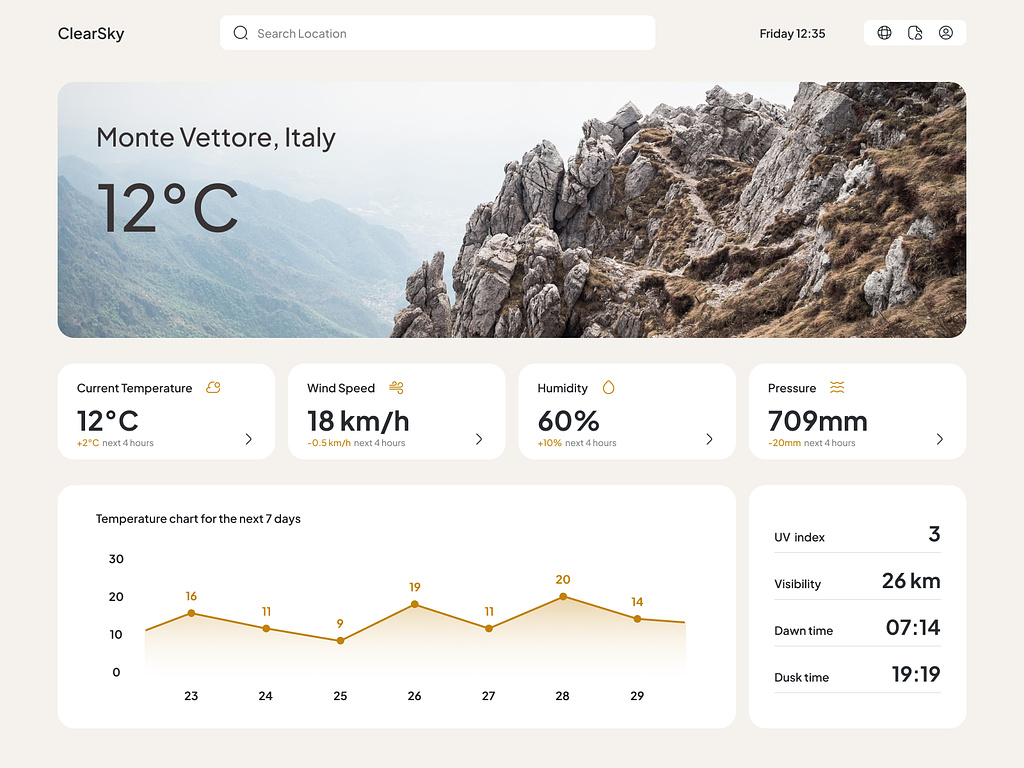 ClearSky
Search Location
Friday 12:35
Monte Vettore, Italy
12°C
Current Temperature
12°C
+2°C next 4 hours
Wind Speed
18 km/h
-0.5 km/h next 4 hours
Humidity
60%
+10% next 4 hours
Pressure
709mm
-20mm next 4 hours
Temperature chart for the next 7 days
30
20
10
0
16
11
9
19
11
20
14
23
24
25
26
27
28
29
UV index
3
Visibility
26 km
Dawn time
07:14
Dusk time
19:19